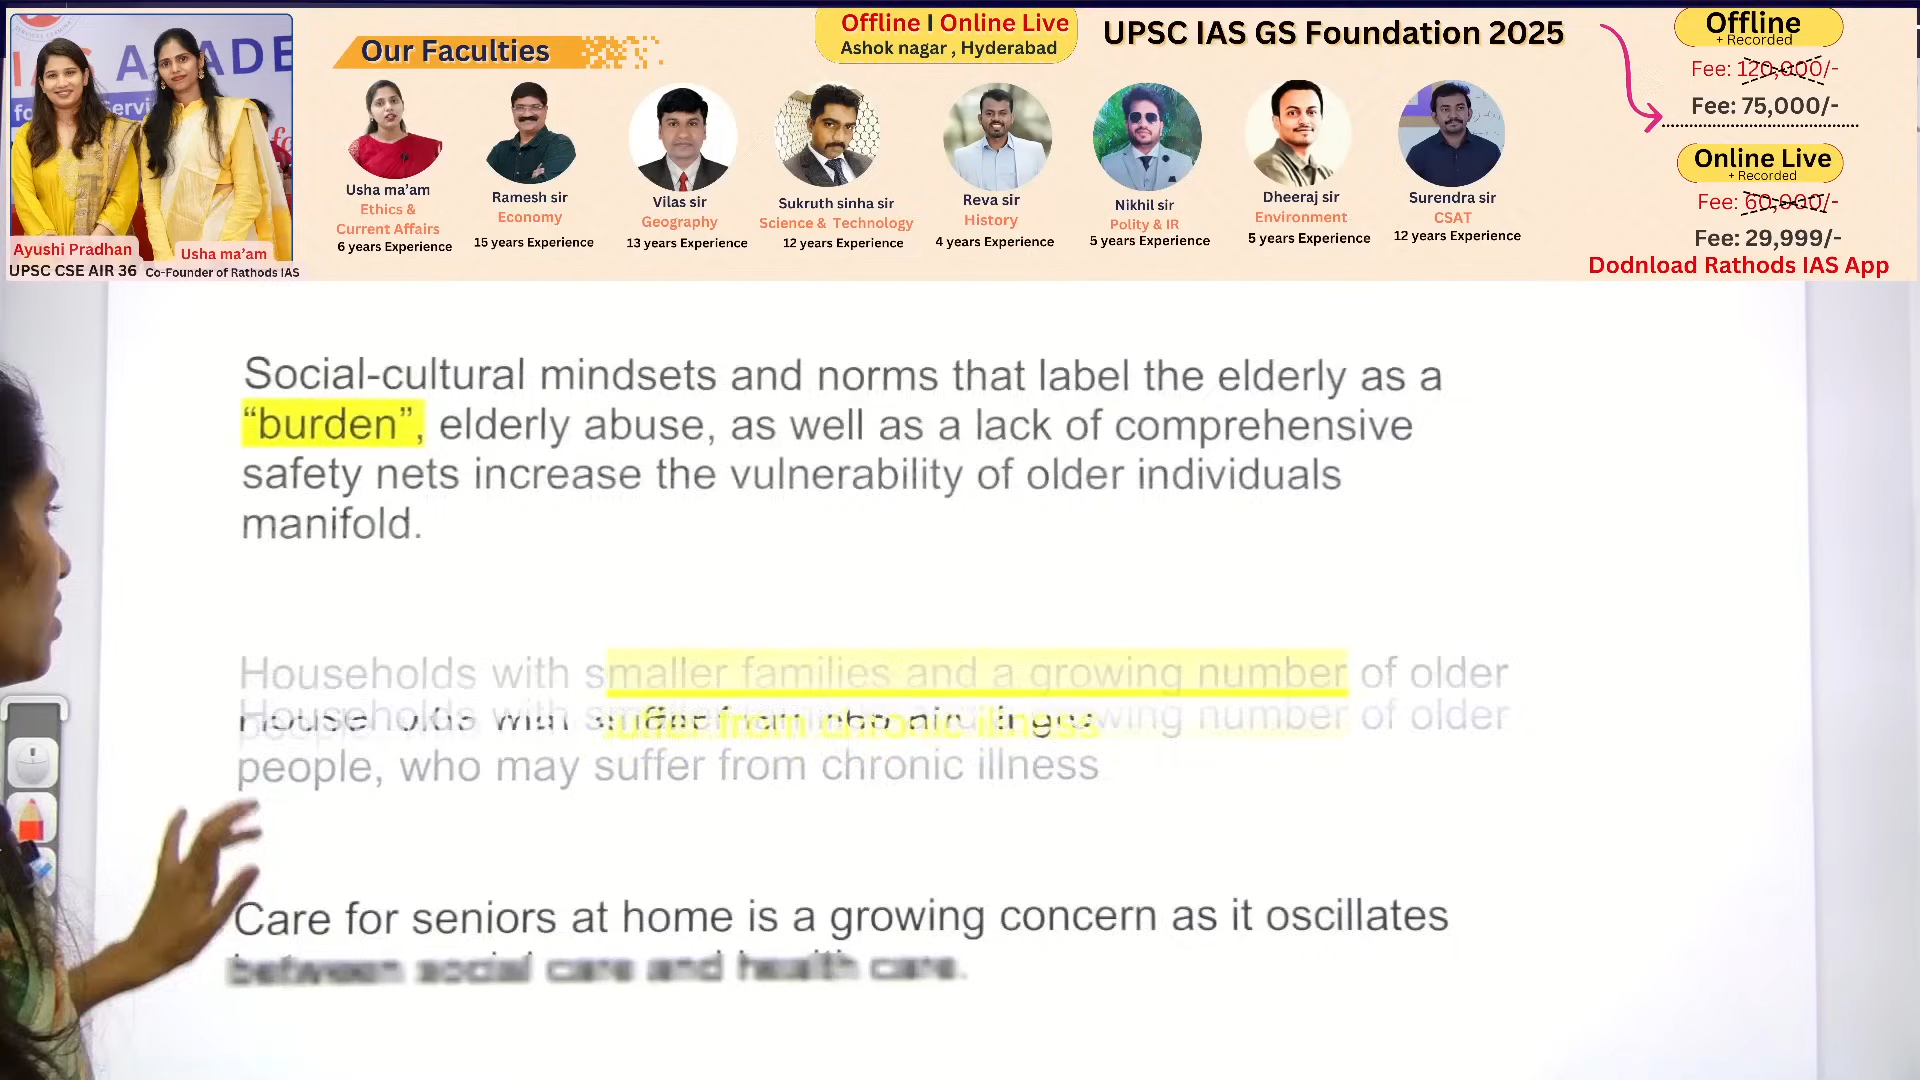 IAS ACADE
Ayushi Pradhan
UPSC CSE AIR 36
Usha ma'am
Co-Founder of Rathods IAS
Our Faculties
Offline I Online Live
Ashok nagar , Hyderabad
UPSC IAS GS Foundation 2025
Usha ma'am
Ethics &
Current Affairs
6 years Experience
Ramesh sir
Economy
15 years Experience
Vilas sir
Geography
13 years Experience
Sukruth sinha sir
Science & Technology
12 years Experience
Reva sir
History
4 years Experience
Nikhil sir
Polity & IR
5 years Experience
Dheeraj sir
Environment
5 years Experience
Surendra sir
CSAT
12 years Experience
Offline
+ Recorded
Fee: 120,000/-
Fee: 75,000/-
Online Live
+ Recorded
Fee: 60,000/-
Fee: 29,999/-
Dodnload Rathods IAS App
Social-cultural mindsets and norms that label the elderly as a
“burden”, elderly abuse, as well as a lack of comprehensive
safety nets increase the vulnerability of older individuals
manifold.
Households with smaller families and a growing number of older
people, who may suffer from chronic illness
Care for seniors at home is a growing concern as it oscillates
between social care and health care.